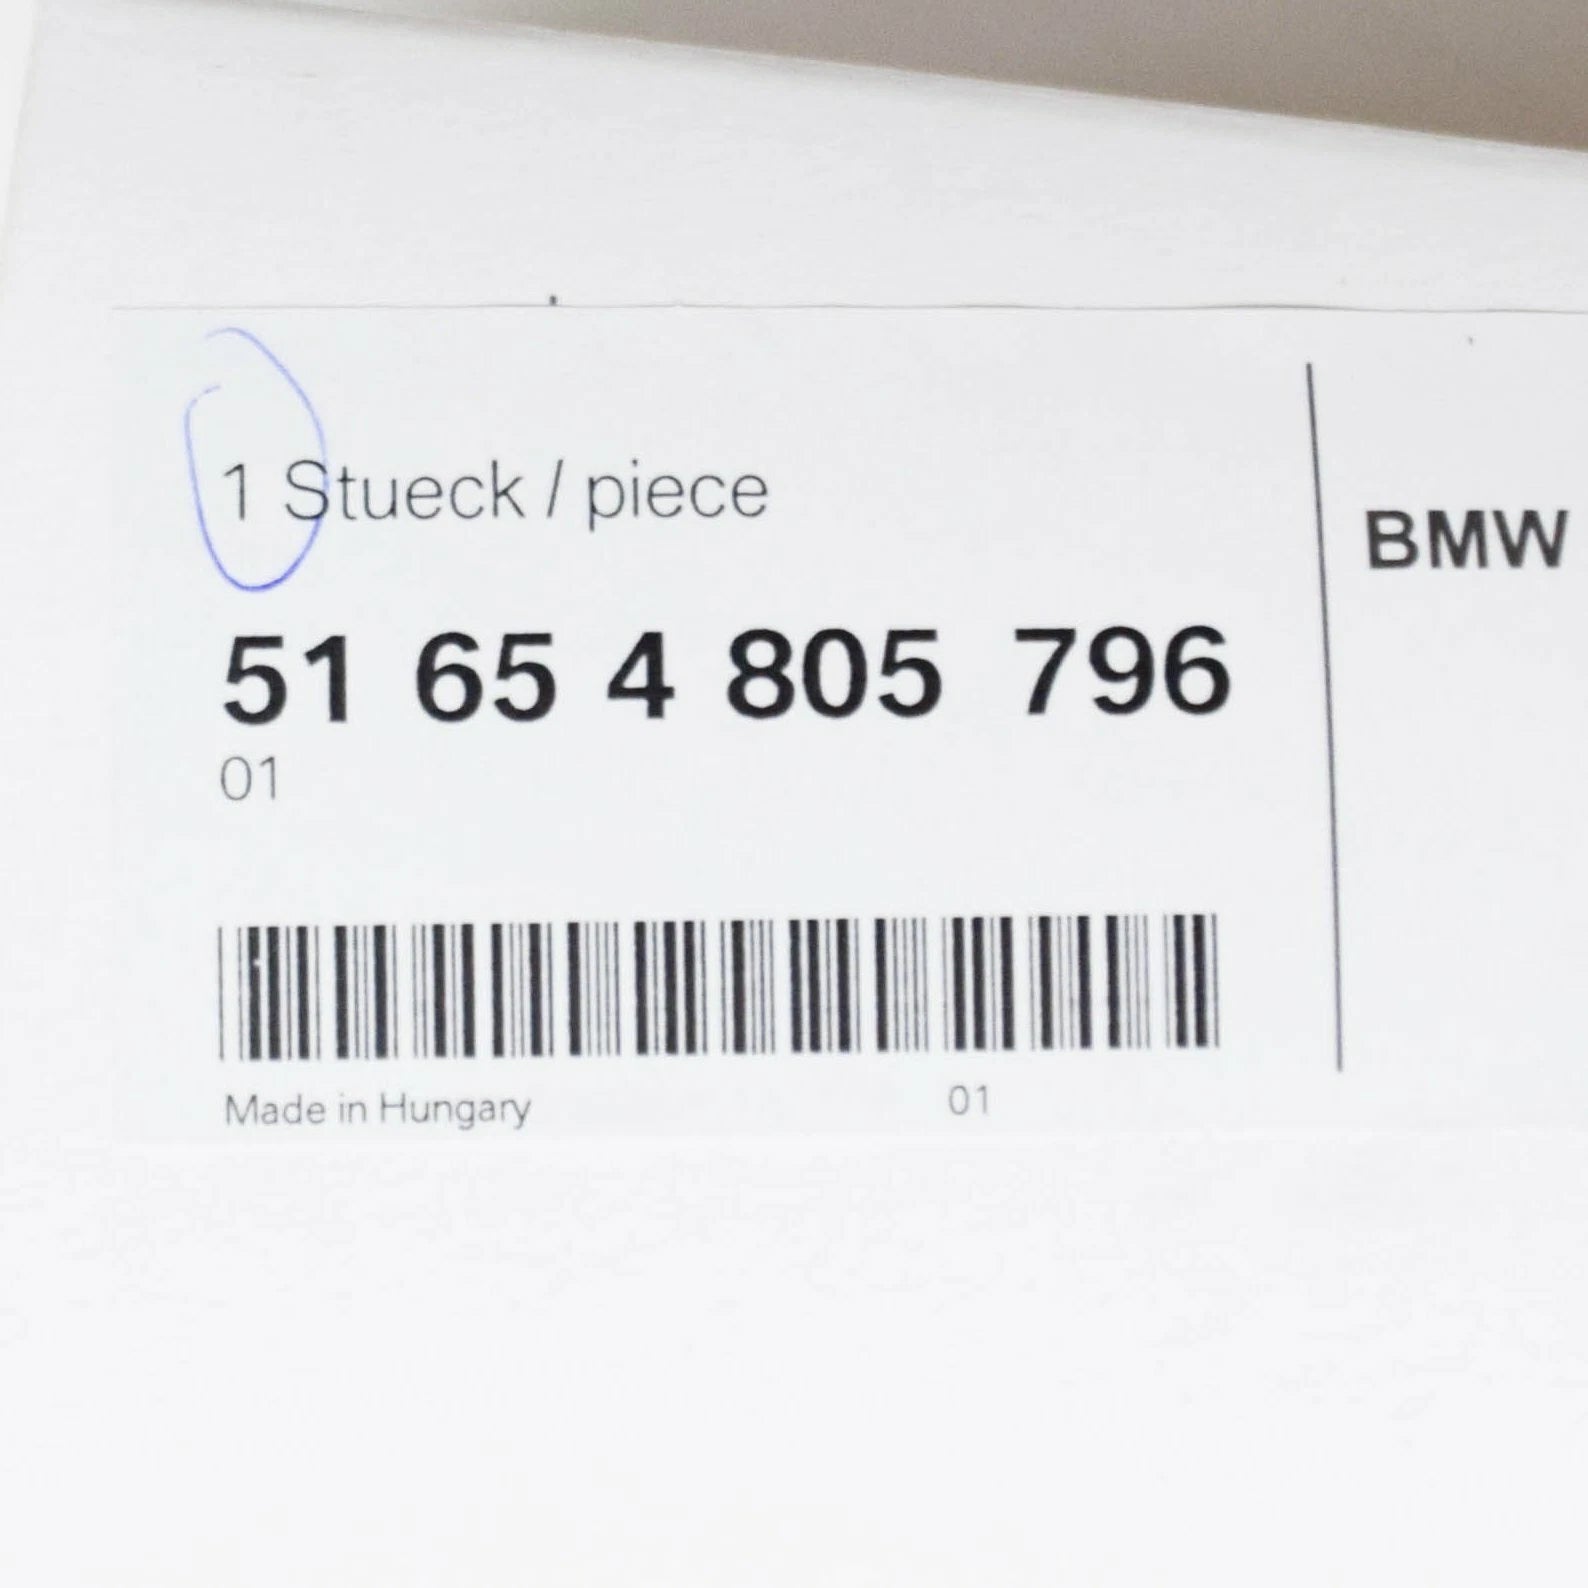 1 Stueck / piece
51 65 4 805 796
01
Made in Hungary
01
BMW